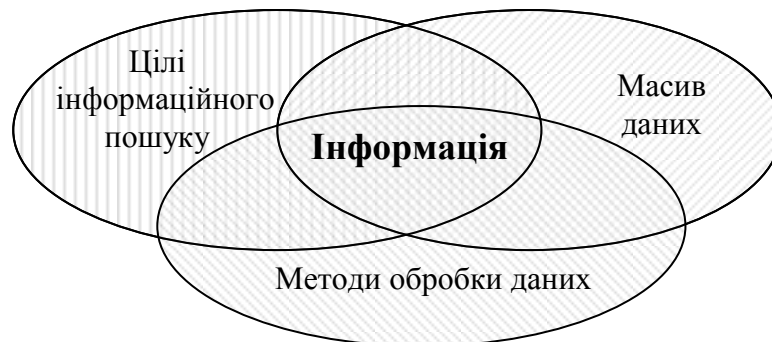 Цілі
інформаційного
пошуку
Масив
даних
Інформація
Методи обробки даних